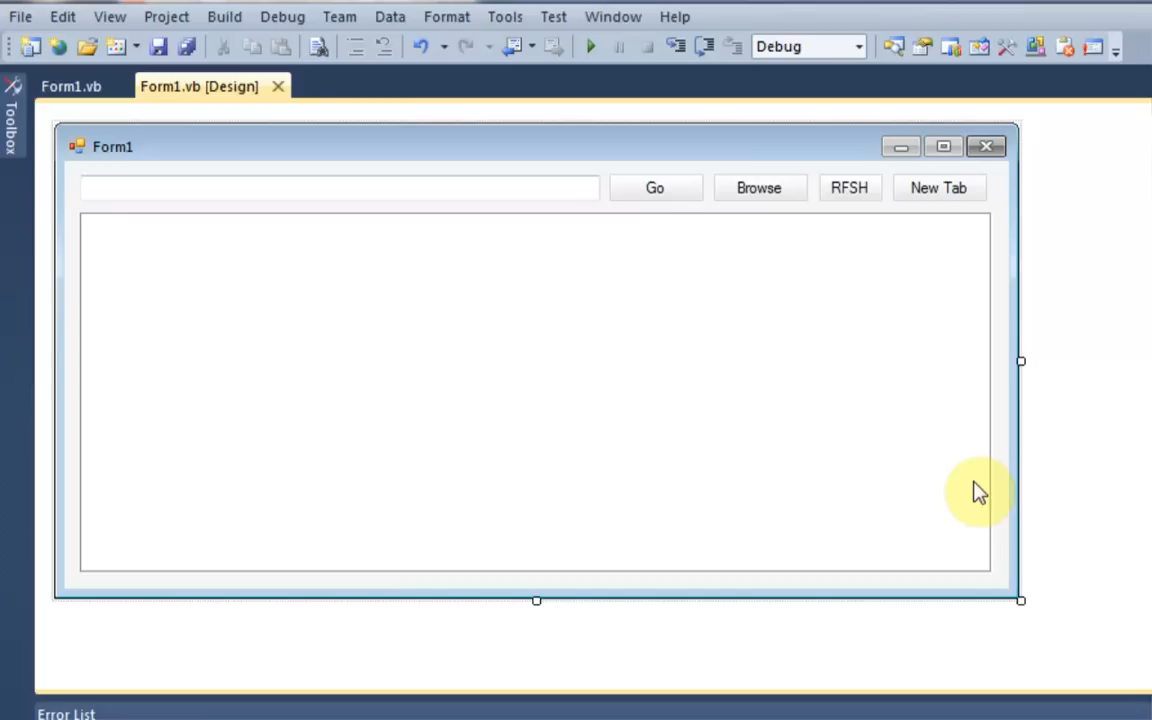 File Edit View Project Build Debug Team Data Format Tools Test Window Help
Debug
Form1.vb Form1.vb [Design]
Toolbox
Form1
Go Browse RFSH New Tab
Error List